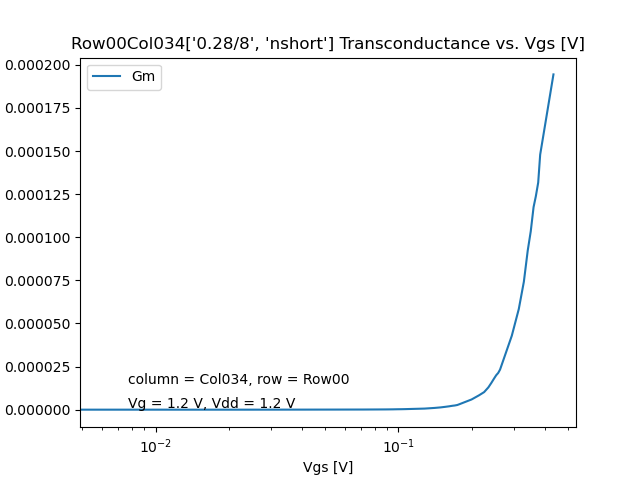 Row00Col034['0.28/8', 'nshort'] Transconductance vs. Vgs [V]
0.000200
Gm
0.000175
0.000150
0.000125
0.000100
0.000075
0.000050
0.000025
column = Col034, row = Row00
Vg = 1.2 V, Vdd = 1.2 V
0.000000
10⁻² 10⁻¹
Vgs [V]